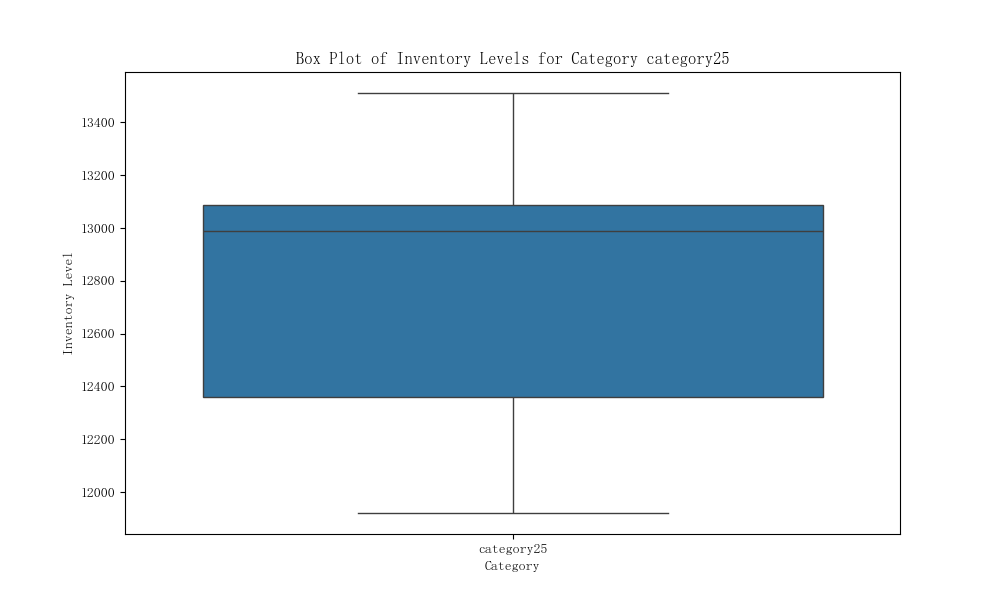 Box Plot of Inventory Levels for Category category25
13400
13200
13000
12800
12600
12400
12200
12000
Inventory Level
category25
Category